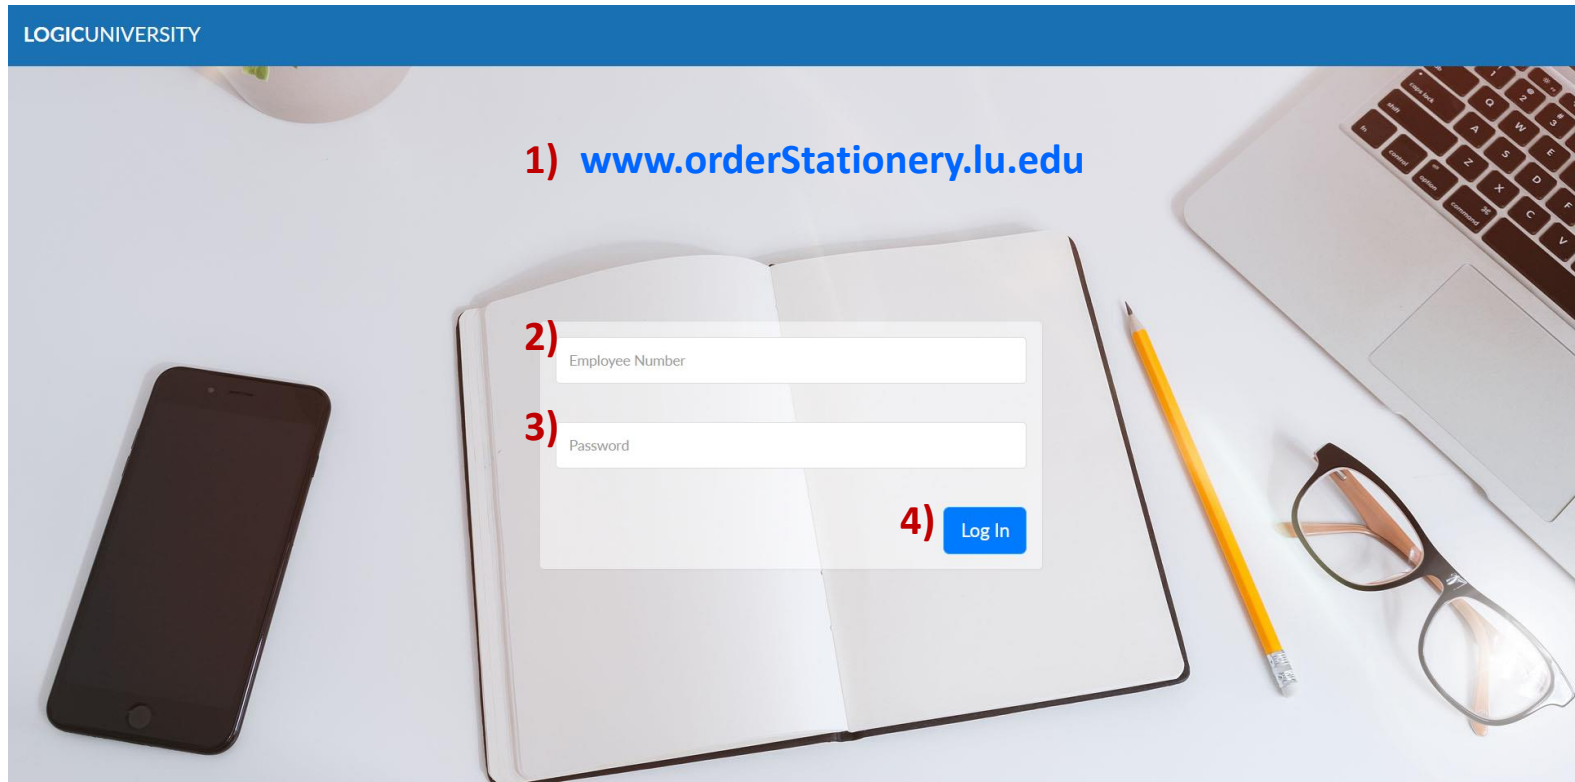 LOGICUNIVERSITY
1) www.orderStationery.lu.edu
2)
Employee Number
3)
Password
4) Log In